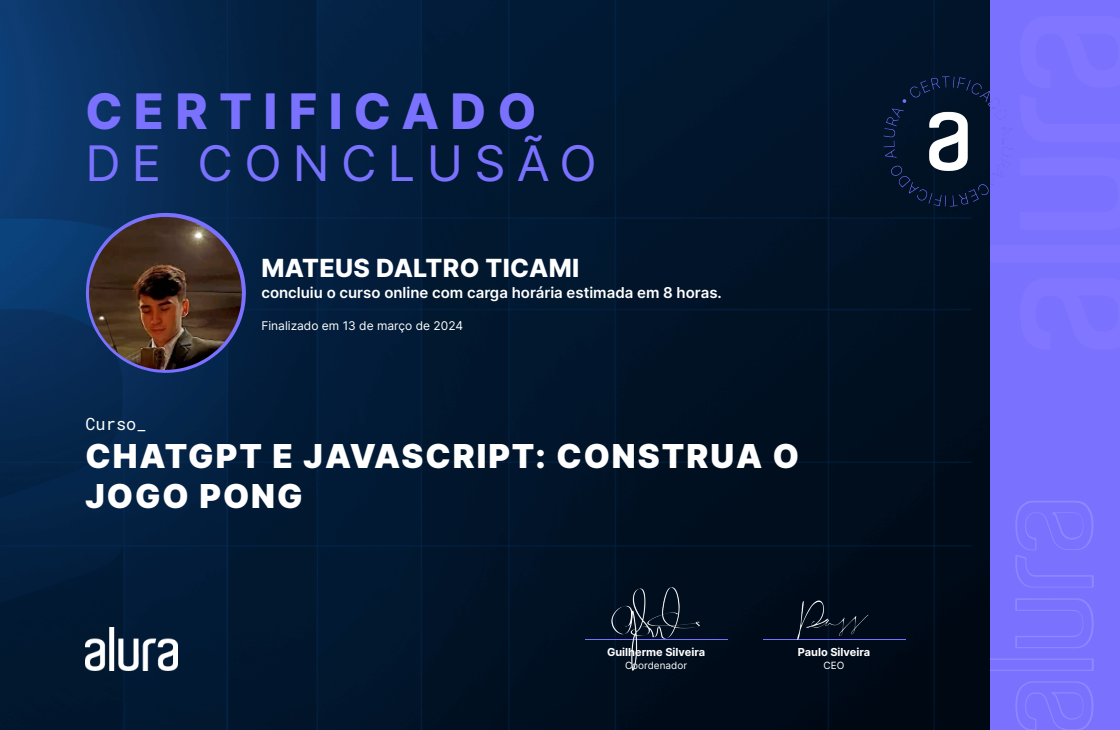 CERTIFICADO
DE CONCLUSÃO
CERTIFICADO ALURA • CERTIFICADO
a
MATEUS DALTRO TICAMI
concluiu o curso online com carga horária estimada em 8 horas.
Finalizado em 13 de março de 2024
Curso_
CHATGPT E JAVASCRIPT: CONSTRUA O
JOGO PONG
alura
Guilherme Silveira
Coordenador
Paulo Silveira
CEO
alura
alura